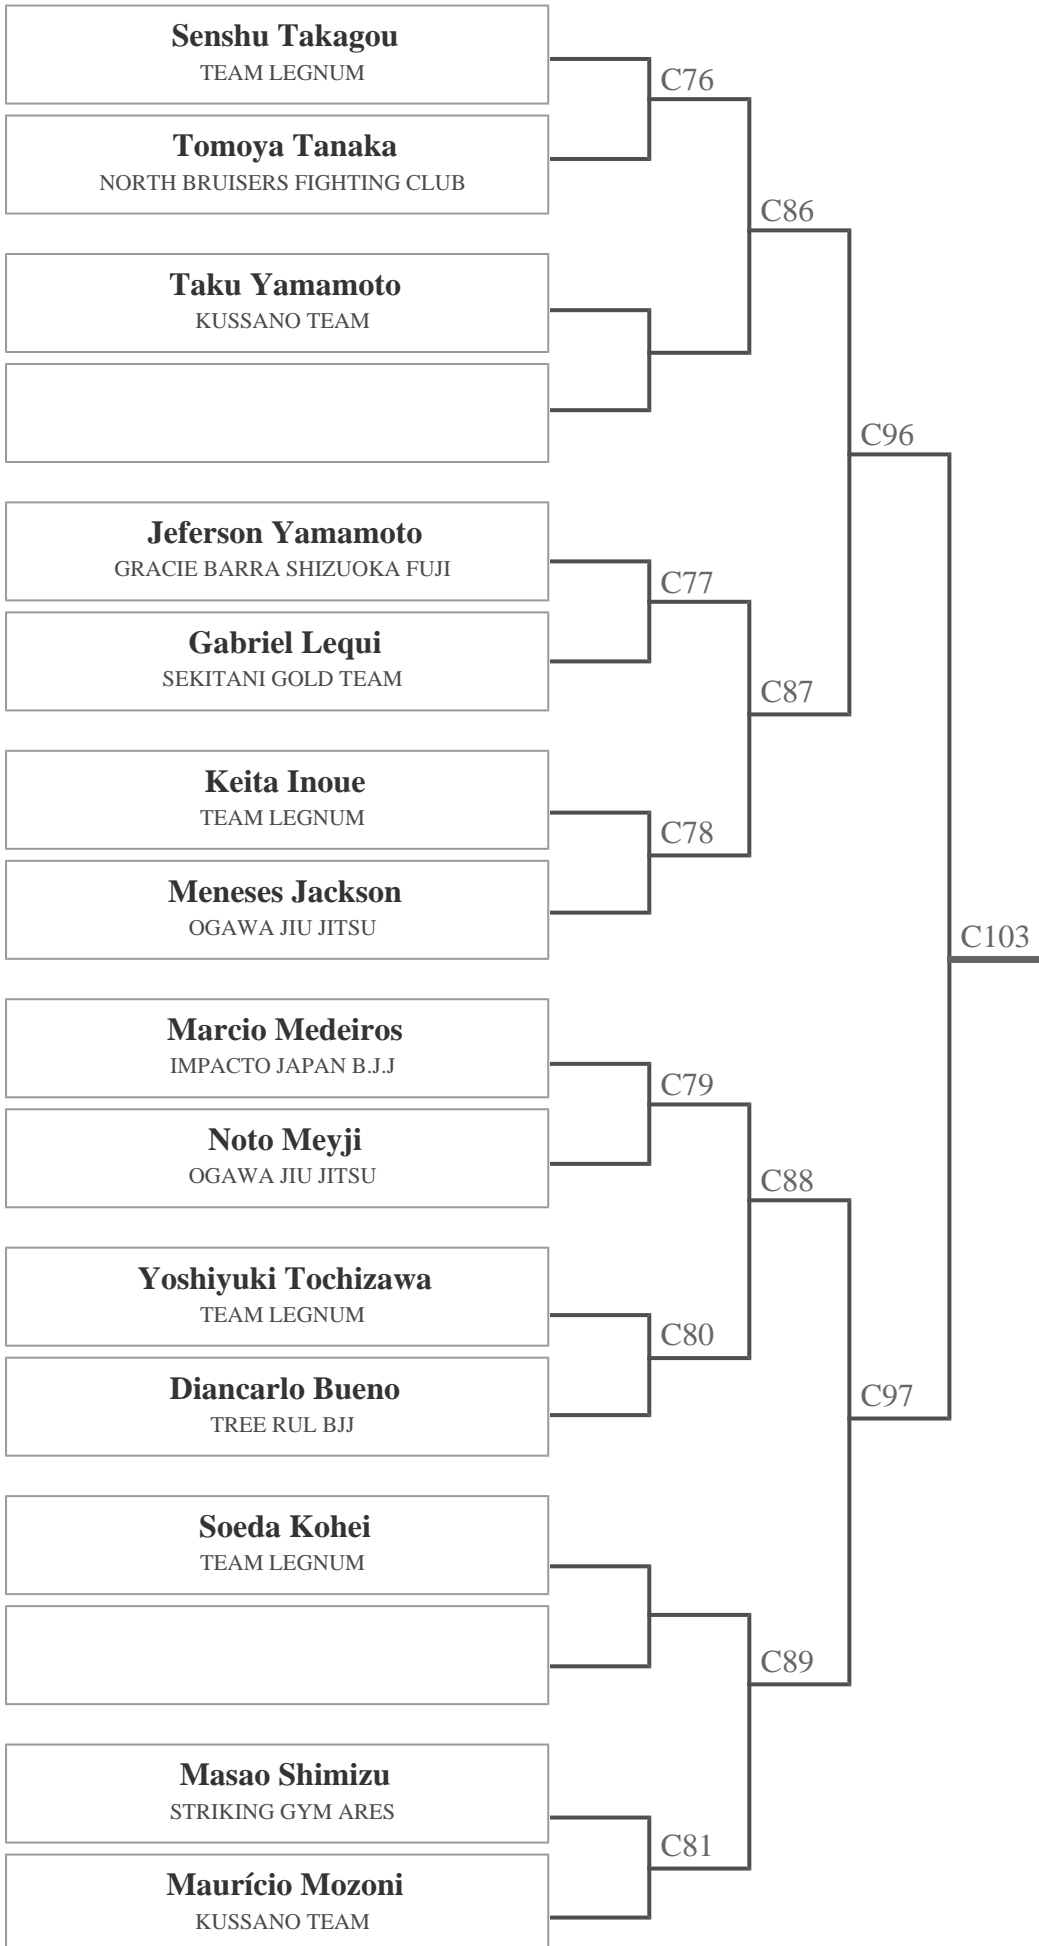 Senshu Takagou
TEAM LEGNUM
C76
Tomoya Tanaka
NORTH BRUISERS FIGHTING CLUB
C86
Taku Yamamoto
KUSSANO TEAM
C96
Jeferson Yamamoto
GRACIE BARRA SHIZUOKA FUJI
C77
Gabriel Lequi
SEKITANI GOLD TEAM
C87
Keita Inoue
TEAM LEGNUM
C78
Meneses Jackson
OGAWA JIU JITSU
C103
Marcio Medeiros
IMPACTO JAPAN B.J.J
C79
Noto Meyji
OGAWA JIU JITSU
C88
Yoshiyuki Tochizawa
TEAM LEGNUM
C80
Diancarlo Bueno
TREE RUL BJJ
C97
Soeda Kohei
TEAM LEGNUM
C89
Masao Shimizu
STRIKING GYM ARES
C81
Maurício Mozoni
KUSSANO TEAM